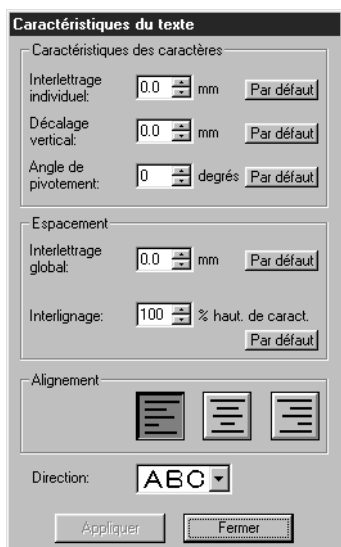 Caractéristiques du texte
Caractéristiques des caractères
Interlettrage
individuel: 0.0 mm Par défaut
Décalage
vertical: 0.0 mm Par défaut
Angle de
pivotement: 0 degrés Par défaut
Espacement
Interlettrage
global: 0.0 mm Par défaut
Interlignage: 100 % haut. de caract.
Par défaut
Alignement
Direction: ABC
Appliquer Fermer